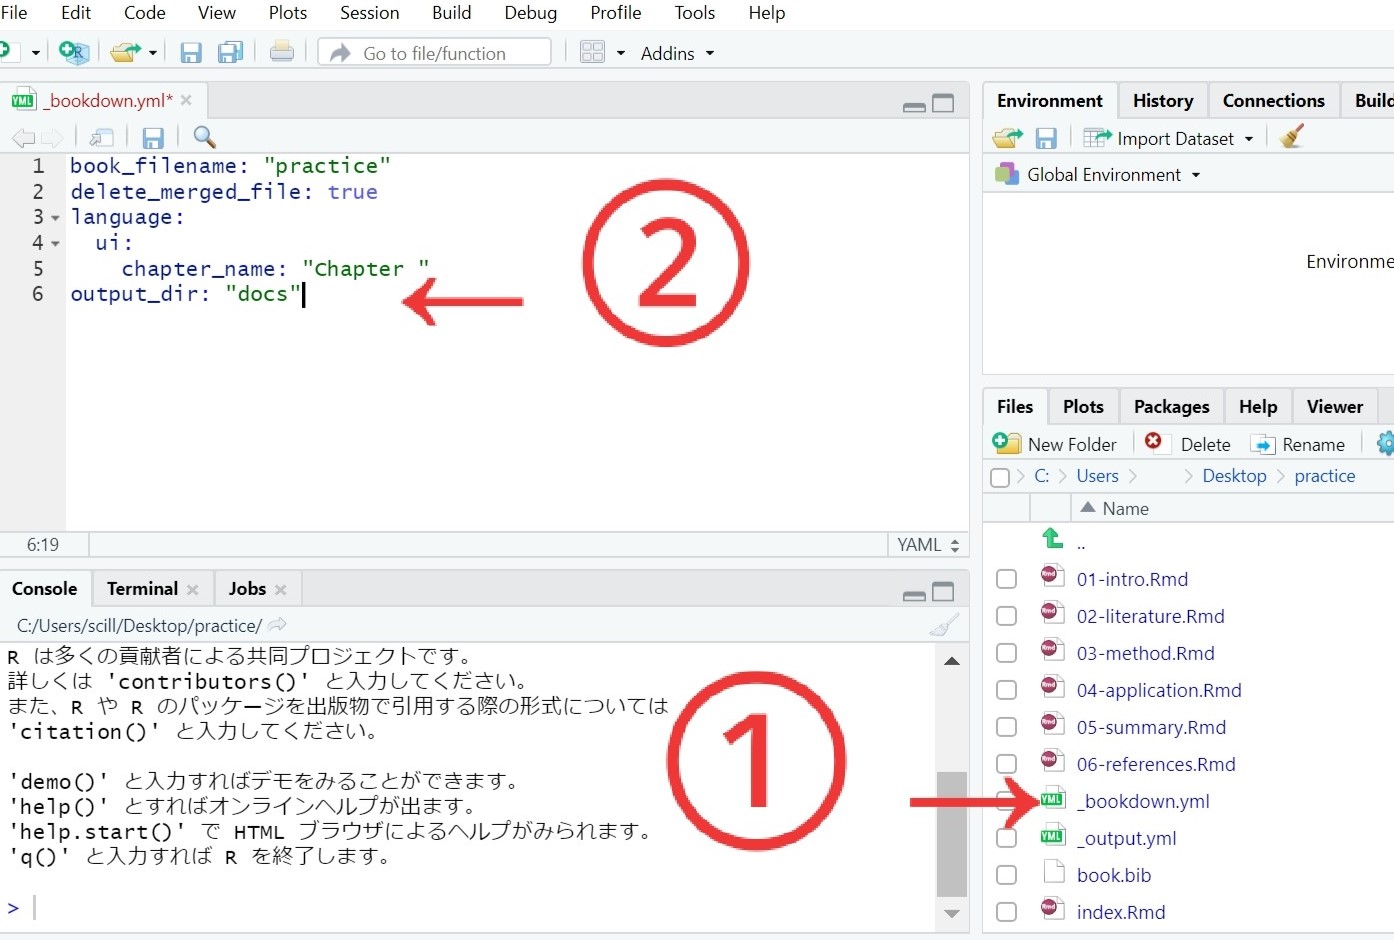 File Edit Code View Plots Session Build Debug Profile Tools Help
Go to file/function Addins
_bookdown.yml*
1 book_filename: "practice"
2 delete_merged_file: true
3 language:
4 ui:
5 chapter_name: "Chapter "
6 output_dir: "docs"
②
6:19 YAML
Console Terminal Jobs
C:/Users/scill/Desktop/practice/
R は多くの貢献者による共同プロジェクトです。
詳しくは 'contributors()' と入力してください。
また、R や R のパッケージを出版物で引用する際の形式については
'citation()' と入力してください。
'demo()' と入力すればデモをみることができます。
'help()' とすればオンラインヘルプが出ます。
'help.start()' で HTML ブラウザによるヘルプがみられます。
'q()' と入力すれば R を終了します。
>
①
Environment History Connections Build
Import Dataset
Global Environment
Environme
Files Plots Packages Help Viewer
New Folder Delete Rename
C: Users Desktop practice
Name
..
01-intro.Rmd
02-literature.Rmd
03-method.Rmd
04-application.Rmd
05-summary.Rmd
06-references.Rmd
_bookdown.yml
_output.yml
book.bib
index.Rmd